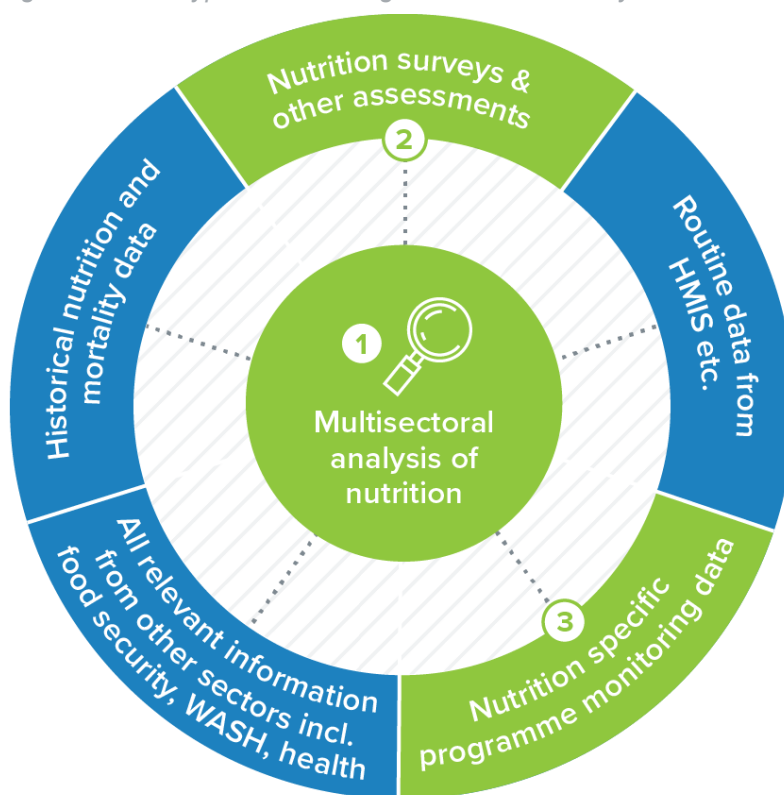 Nutrition surveys &
other assessments
2
Routine data from
HMIS etc.
Historical nutrition and
mortality data
1
Multisectoral
analysis of
nutrition
All relevant information
from other sectors incl.
food security, WASH, health
3
Nutrition specific
programme monitoring data